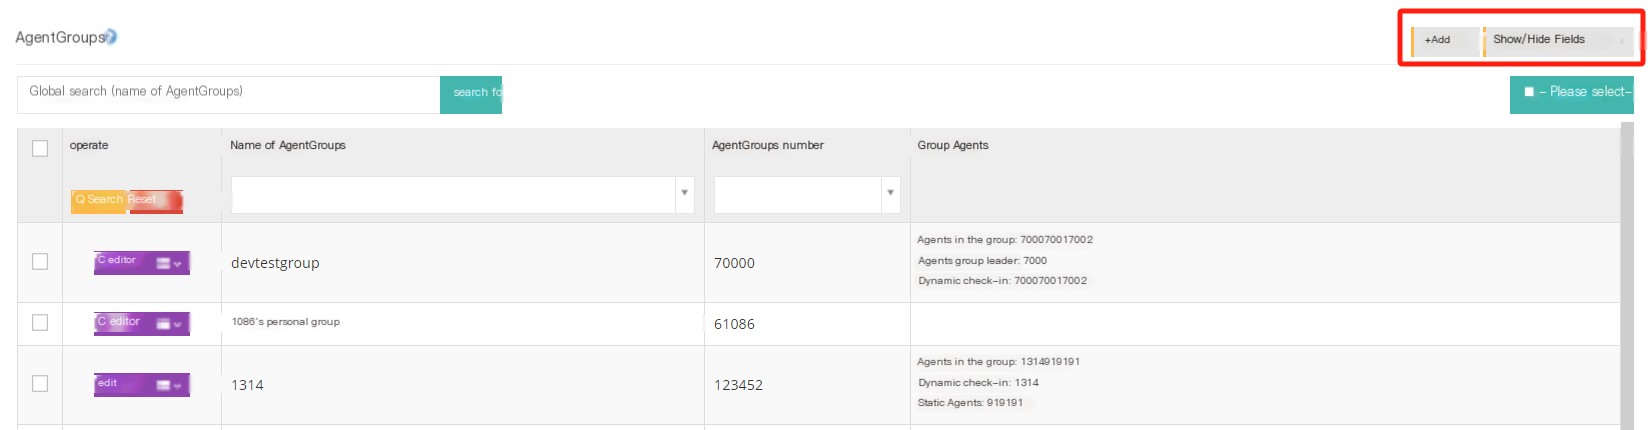 AgentGroups
+Add Show/Hide Fields
Global search (name of AgentGroups) search fo
– Please select–
operate Name of AgentGroups AgentGroups number Group Agents
Q Search Reset
C editor devtestgroup 70000
Agents in the group: 700070017002
Agents group leader: 7000
Dynamic check–in: 700070017002
C editor 1086's personal group 61086
edit 1314 123452
Agents in the group: 1314919191
Dynamic check–in: 1314
Static Agents: 919191